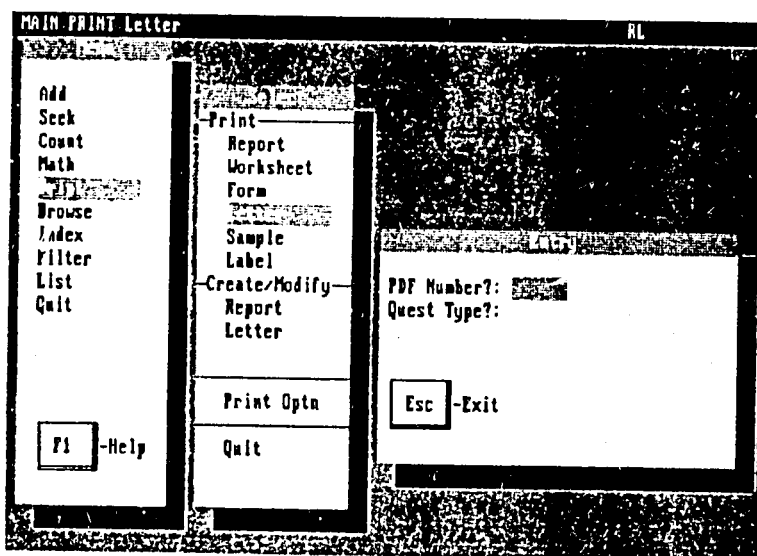 MAIN PRINT Letter
RL
Add
Seek
Count
Math
Browse
Index
Filter
List
Quit
F1 -Help
Print
Report
Worksheet
Form
Sample
Label
Create/Modify
Report
Letter
Print Optn
Quit
Entry
PDF Number?:
Quest Type?:
Esc -Exit